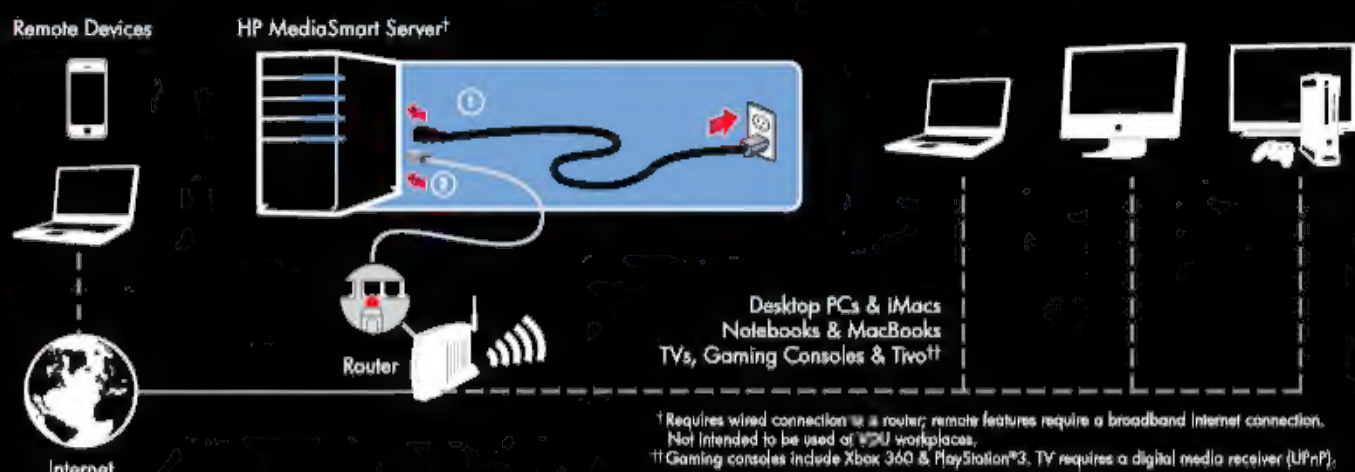 Remote Devices
HP MediaSmart Server†
1
2
Desktop PCs & iMacs
Notebooks & MacBooks
TVs, Gaming Consoles & Tivo††
Router
Internet
†Requires wired connection to a router; remote features require a broadband Internet connection.
Not intended to be used at VDU workplaces.
††Gaming consoles include Xbox 360 & PlayStation®3. TV requires a digital media receiver (UPnP).